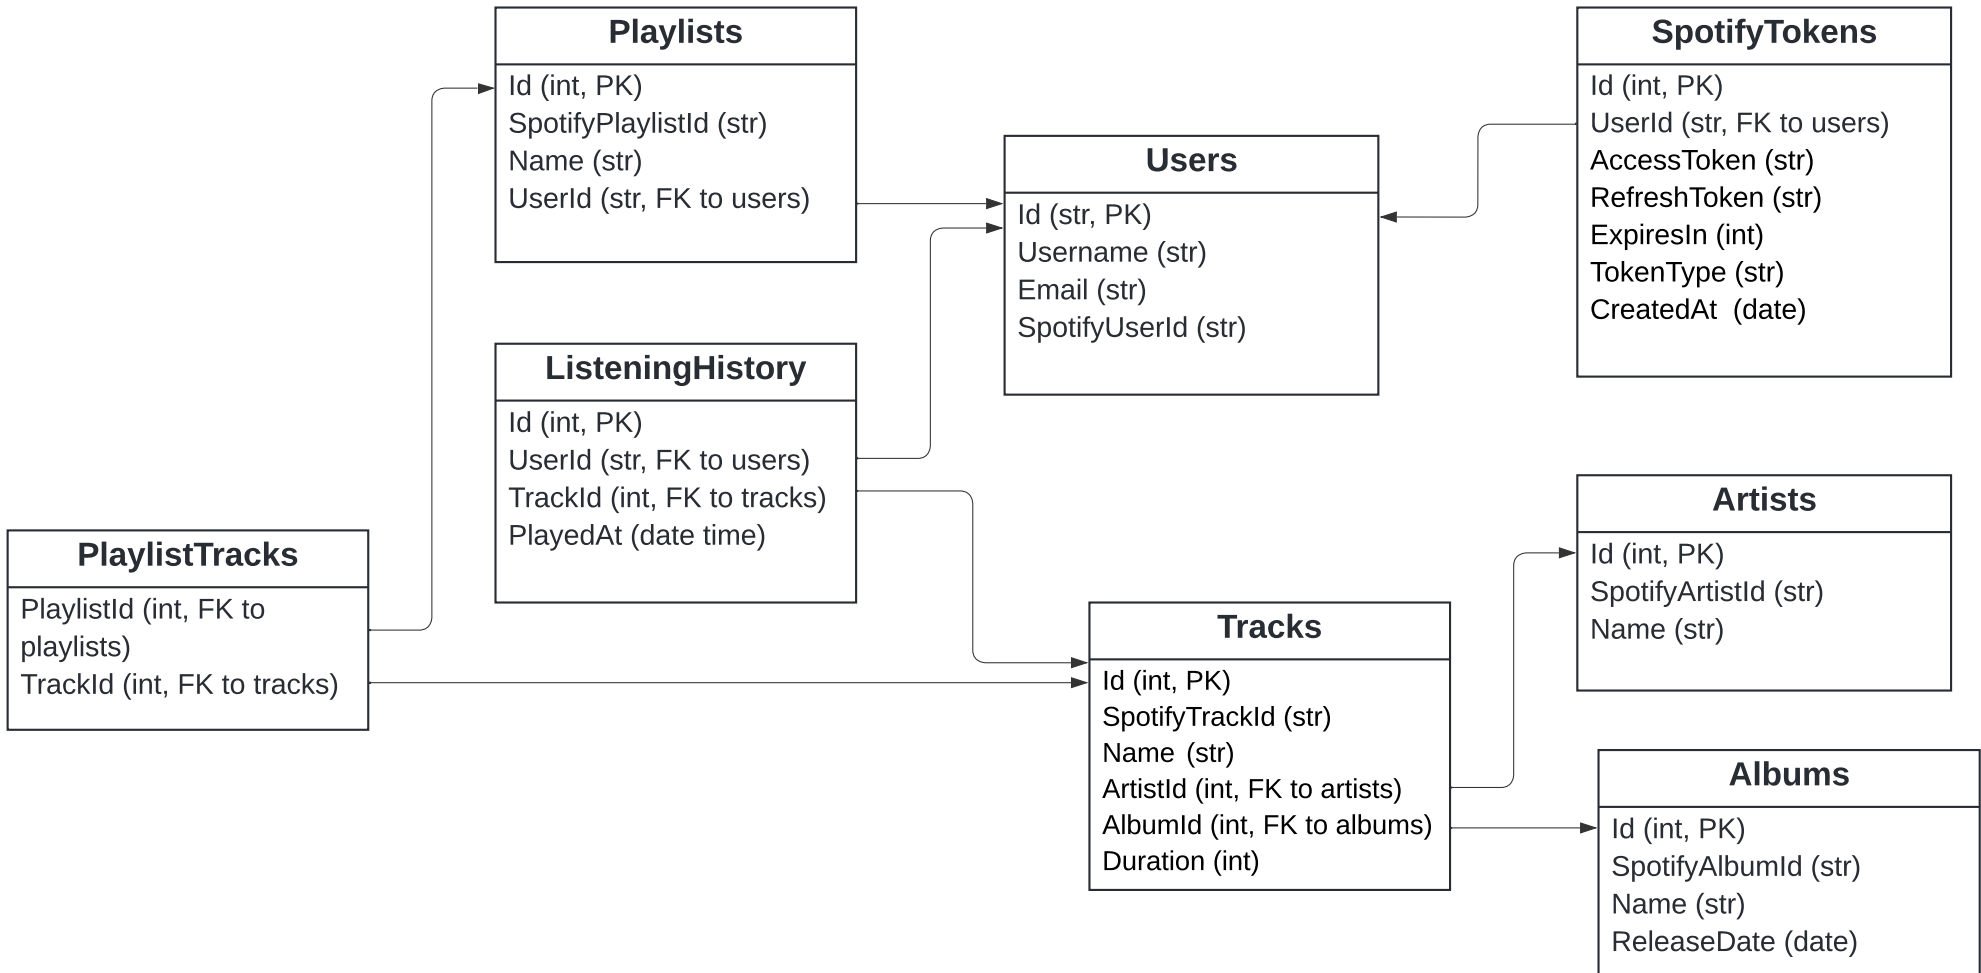 Playlists
Id (int, PK)
SpotifyPlaylistId (str)
Name (str)
UserId (str, FK to users)
SpotifyTokens
Id (int, PK)
UserId (str, FK to users)
AccessToken (str)
RefreshToken (str)
ExpiresIn (int)
TokenType (str)
CreatedAt  (date)
Users
Id (str, PK)
Username (str)
Email (str)
SpotifyUserId (str)
ListeningHistory
Id (int, PK)
UserId (str, FK to users)
TrackId (int, FK to tracks)
PlayedAt (date time)
PlaylistTracks
PlaylistId (int, FK to
playlists)
TrackId (int, FK to tracks)
Artists
Id (int, PK)
SpotifyArtistId (str)
Name (str)
Tracks
Id (int, PK)
SpotifyTrackId (str)
Name (str)
ArtistId (int, FK to artists)
AlbumId (int, FK to albums)
Duration (int)
Albums
Id (int, PK)
SpotifyAlbumId (str)
Name (str)
ReleaseDate (date)